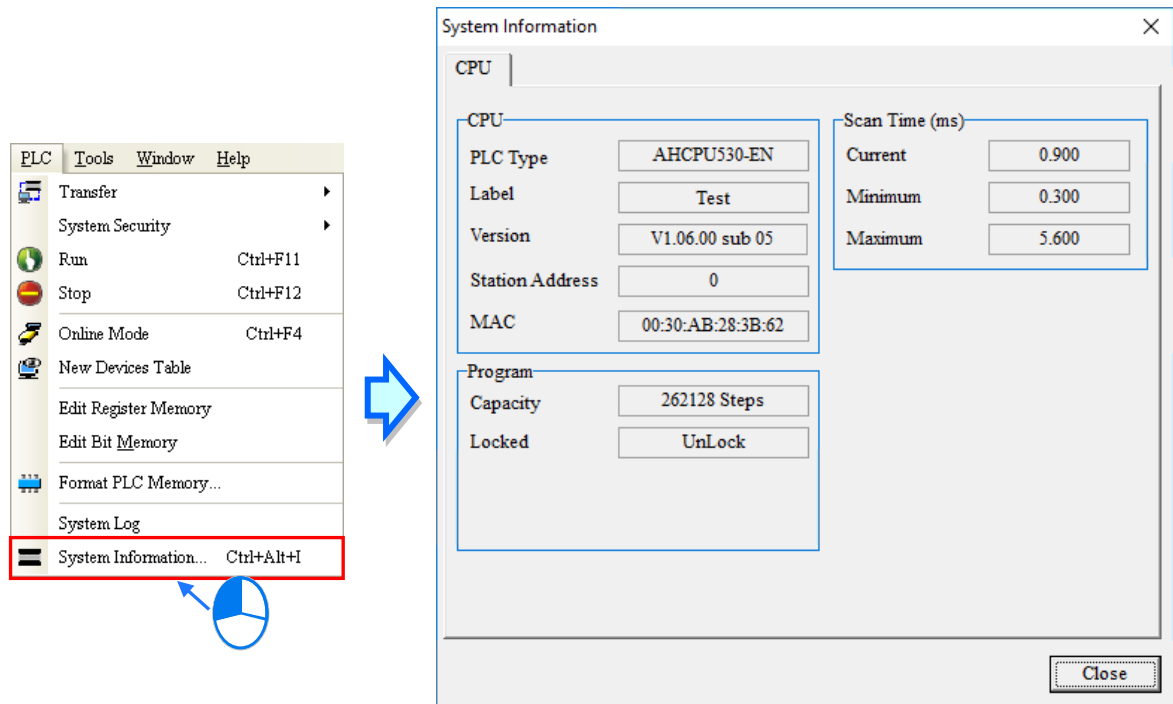 PLC Tools Window Help
Transfer
System Security
Run Ctrl+F11
Stop Ctrl+F12
Online Mode Ctrl+F4
New Devices Table
Edit Register Memory
Edit Bit Memory
Format PLC Memory...
System Log
System Information... Ctrl+Alt+I
System Information
CPU
CPU
PLC Type AHCPU530-EN
Label Test
Version V1.06.00 sub 05
Station Address 0
MAC 00:30:AB:28:3B:62
Program
Capacity 262128 Steps
Locked UnLock
Scan Time (ms)
Current 0.900
Minimum 0.300
Maximum 5.600
Close